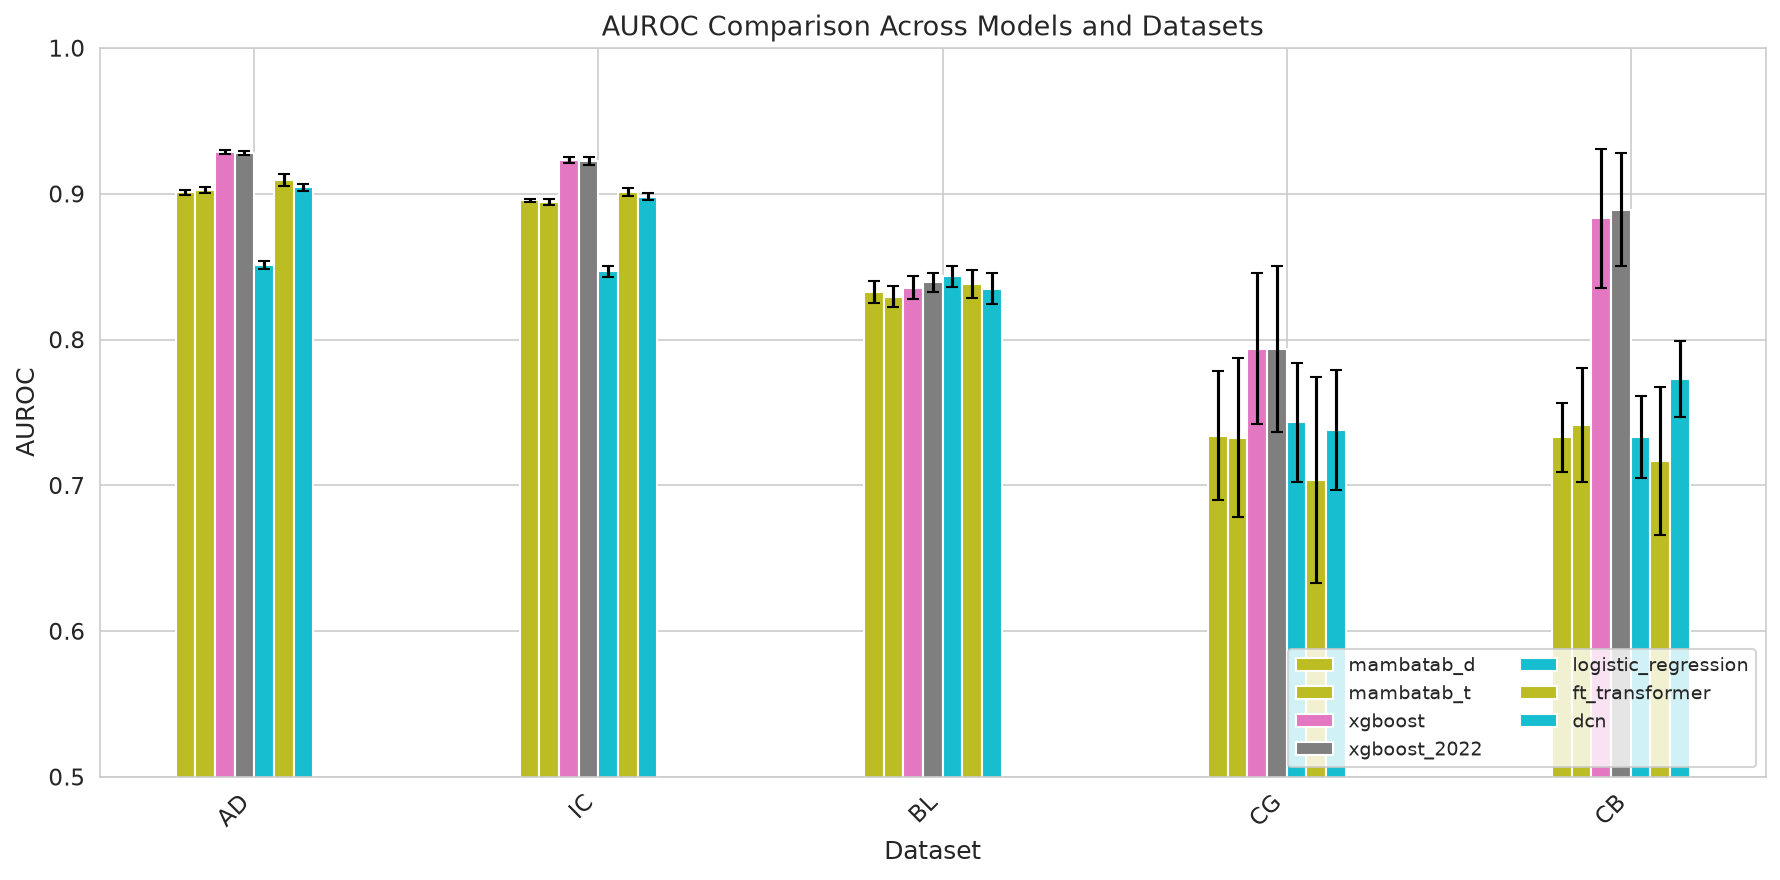 AUROC Comparison Across Models and Datasets
AUROC
1.0
0.9
0.8
0.7
0.6
0.5
AD
IC
BL
CG
CB
Dataset
mambatab_d
mambatab_t
xgboost
xgboost_2022
logistic_regression
ft_transformer
dcn